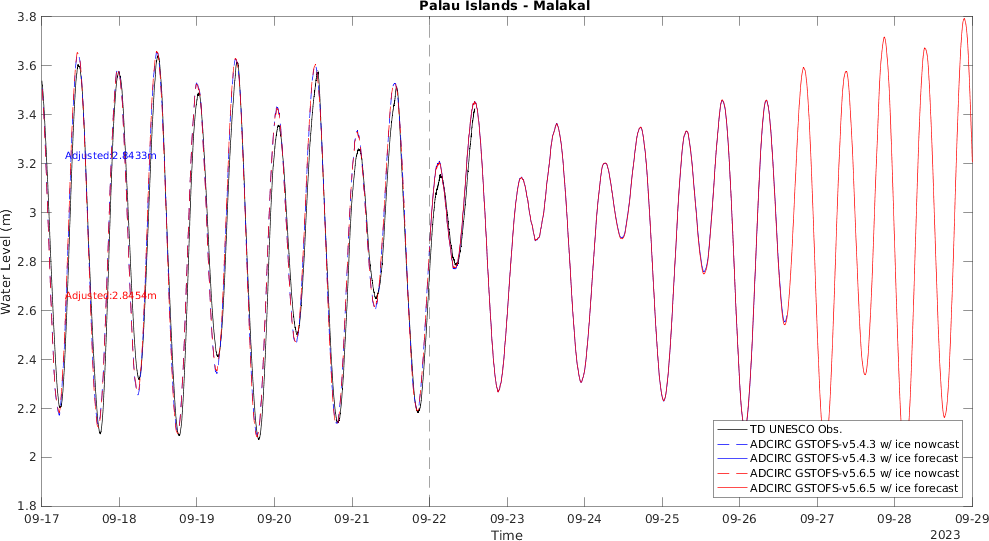 Palau Islands - Malakal
3.8
3.6
3.4
3.2
3
2.8
2.6
2.4
2.2
2
1.8
Water Level (m)
Adjusted:2.8433m
Adjusted:2.8454m
TD UNESCO Obs.
ADCIRC GSTOFS-v5.4.3 w/ ice nowcast
ADCIRC GSTOFS-v5.4.3 w/ ice forecast
ADCIRC GSTOFS-v5.6.5 w/ ice nowcast
ADCIRC GSTOFS-v5.6.5 w/ ice forecast
09-17 09-18 09-19 09-20 09-21 09-22 09-23 09-24 09-25 09-26 09-27 09-28 09-29
Time
2023